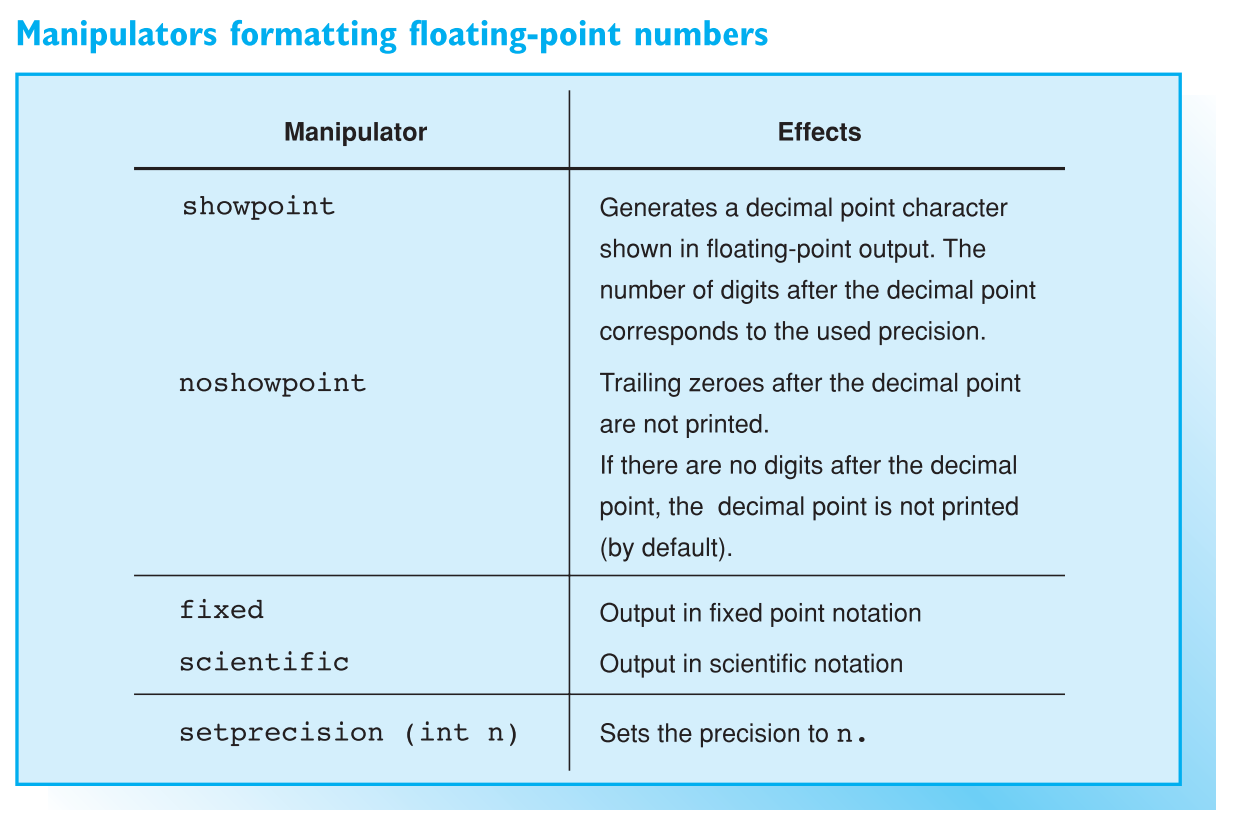 Manipulators formatting floating-point numbers
Manipulator Effects
showpoint Generates a decimal point character
shown in floating-point output. The
number of digits after the decimal point
corresponds to the used precision.
noshowpoint Trailing zeroes after the decimal point
are not printed.
If there are no digits after the decimal
point, the decimal point is not printed
(by default).
fixed Output in fixed point notation
scientific Output in scientific notation
setprecision (int n) Sets the precision to n.